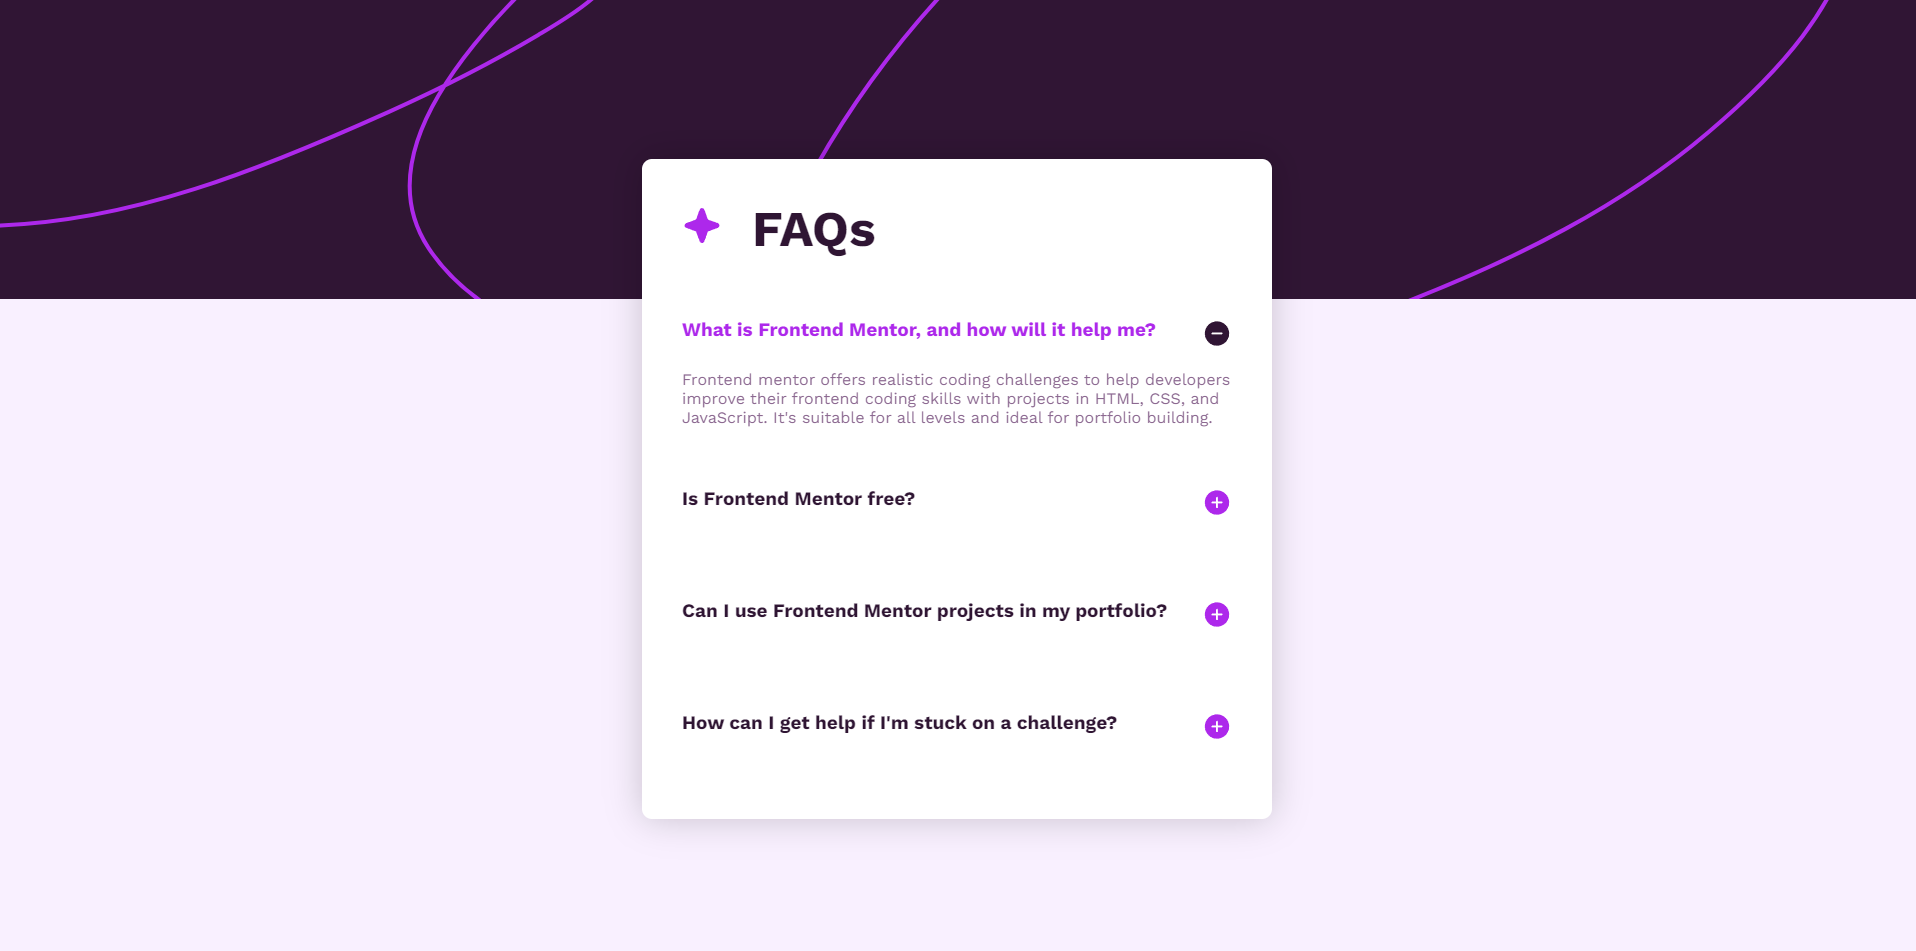 FAQs
What is Frontend Mentor, and how will it help me?
Frontend mentor offers realistic coding challenges to help developers
improve their frontend coding skills with projects in HTML, CSS, and
JavaScript. It's suitable for all levels and ideal for portfolio building.
Is Frontend Mentor free?
Can I use Frontend Mentor projects in my portfolio?
How can I get help if I'm stuck on a challenge?